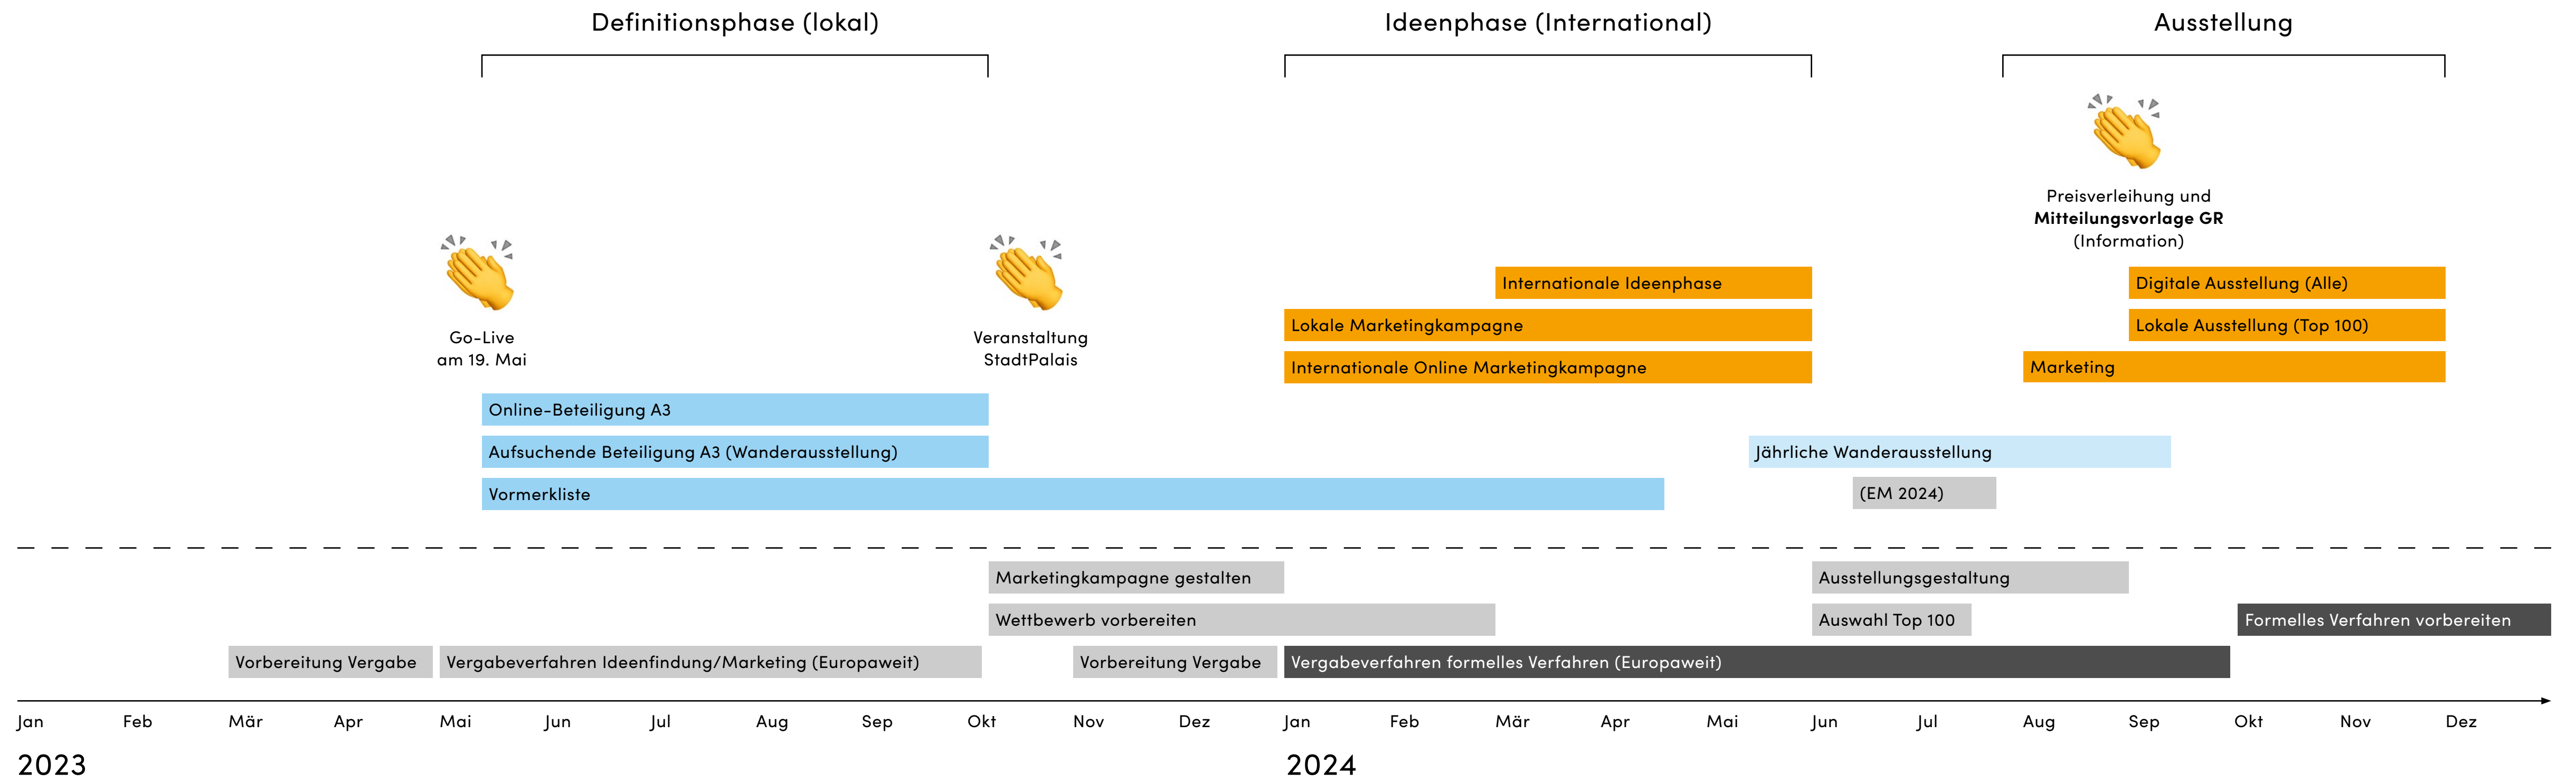 Definitionsphase (lokal)
Ideenphase (International)
Ausstellung
Preisverleihung und
Mitteilungsvorlage GR
(Information)
Go-Live
am 19. Mai
Veranstaltung
StadtPalais
Internationale Ideenphase
Digitale Ausstellung (Alle)
Lokale Marketingkampagne
Lokale Ausstellung (Top 100)
Internationale Online Marketingkampagne
Marketing
Online-Beteiligung A3
Aufsuchende Beteiligung A3 (Wanderausstellung)
Jährliche Wanderausstellung
Vormerkliste
(EM 2024)
Marketingkampagne gestalten
Ausstellungsgestaltung
Wettbewerb vorbereiten
Auswahl Top 100
Formelles Verfahren vorbereiten
Vorbereitung Vergabe
Vergabeverfahren Ideenfindung/Marketing (Europaweit)
Vorbereitung Vergabe
Vergabeverfahren formelles Verfahren (Europaweit)
Jan Feb Mär Apr Mai Jun Jul Aug Sep Okt Nov Dez Jan Feb Mär Apr Mai Jun Jul Aug Sep Okt Nov Dez
2023 2024